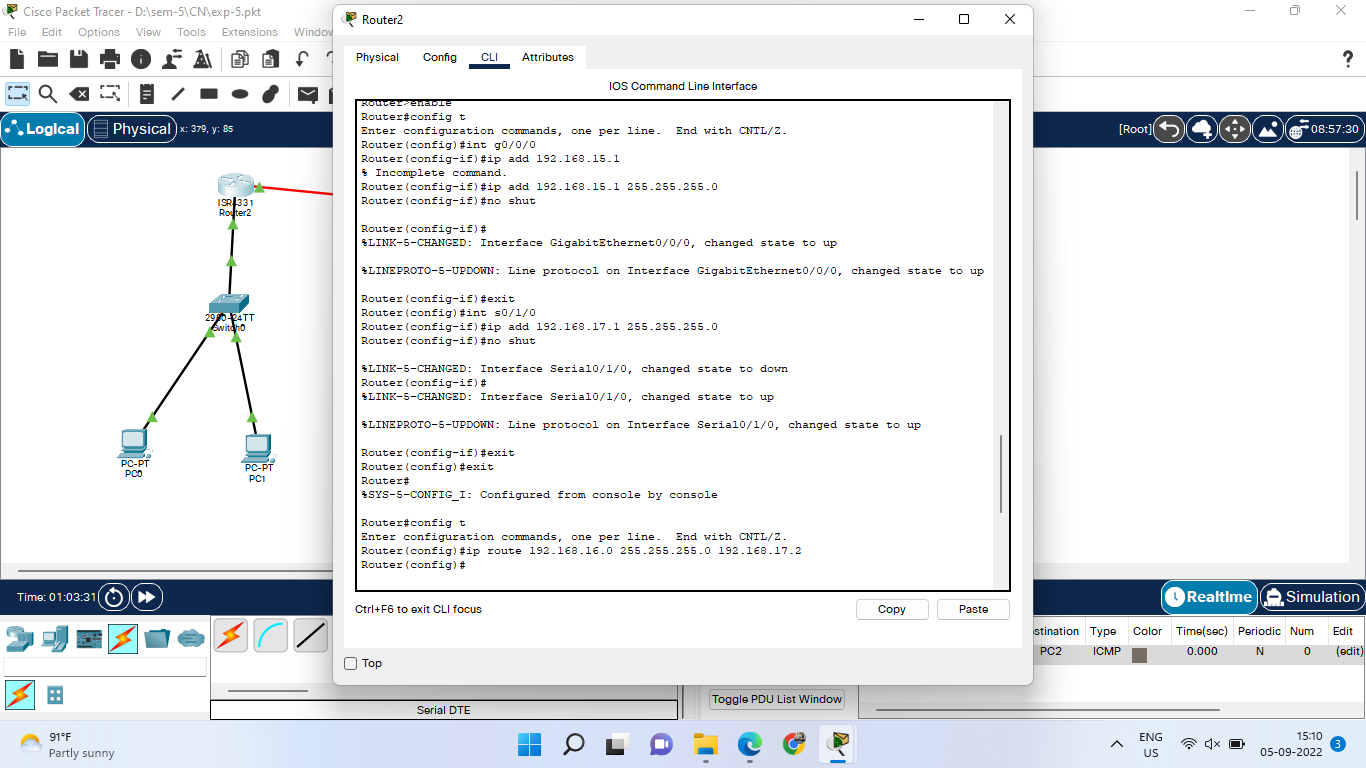 Cisco Packet Tracer - D:\sem-5\CN\exp-5.pkt
File Edit Options View Tools Extensions Window
Logical Physical x: 379, y: 85
[Root] 08:57:30
ISR4331
Router2
Switch0
PC-PT
PC0
PC-PT
PC1
Router2
Physical Config CLI Attributes
IOS Command Line Interface
Router>enable
Router#config t
Enter configuration commands, one per line. End with CNTL/Z.
Router(config)#int g0/0/0
Router(config-if)#ip add 192.168.15.1
% Incomplete command.
Router(config-if)#ip add 192.168.15.1 255.255.255.0
Router(config-if)#no shut
Router(config-if)#
%LINK-5-CHANGED: Interface GigabitEthernet0/0/0, changed state to up
%LINEPROTO-5-UPDOWN: Line protocol on Interface GigabitEthernet0/0/0, changed state to up
Router(config-if)#exit
Router(config)#int s0/1/0
Router(config-if)#ip add 192.168.17.1 255.255.255.0
Router(config-if)#no shut
%LINK-5-CHANGED: Interface Serial0/1/0, changed state to down
Router(config-if)#
%LINK-5-CHANGED: Interface Serial0/1/0, changed state to up
%LINEPROTO-5-UPDOWN: Line protocol on Interface Serial0/1/0, changed state to up
Router(config-if)#exit
Router(config)#exit
Router#
%SYS-5-CONFIG_I: Configured from console by console
Router#config t
Enter configuration commands, one per line. End with CNTL/Z.
Router(config)#ip route 192.168.16.0 255.255.255.0 192.168.17.2
Router(config)#
Ctrl+F6 to exit CLI focus
Copy Paste
Top
Time: 01:03:31
Realtime Simulation
stination Type Color Time(sec) Periodic Num Edit
PC2 ICMP 0.000 N 0 (edit)
Toggle PDU List Window
Serial DTE
91°F
Partly sunny
ENG
US
15:10
05-09-2022
3